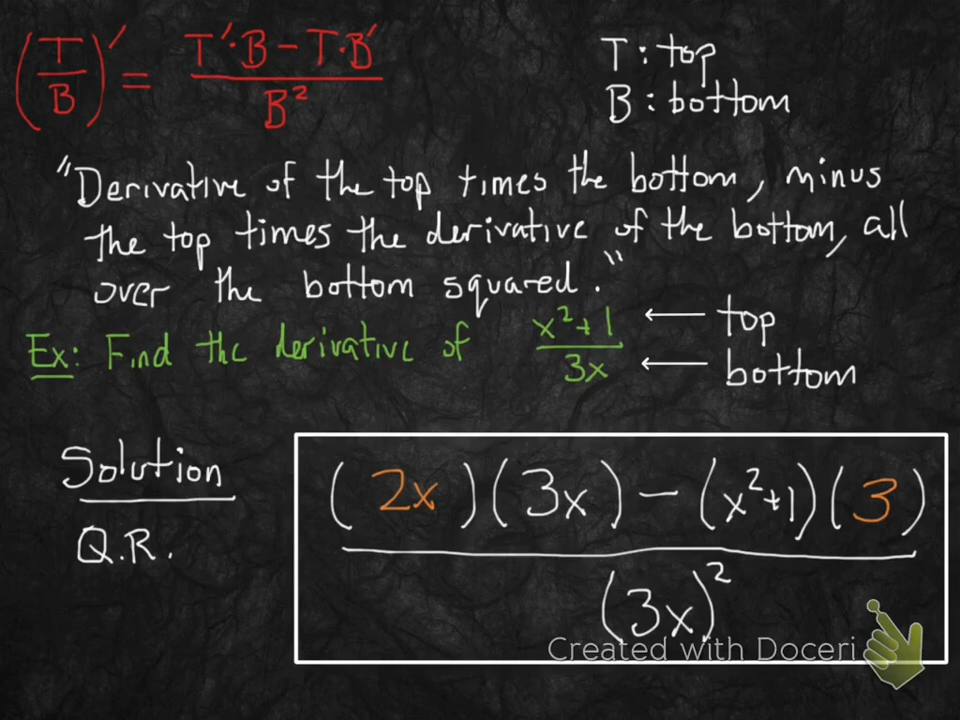 (T/B)' = (T'·B − T·B')/B²
T : top
B : bottom
"Derivative of the top times the bottom, minus
the top times the derivative of the bottom, all
over the bottom squared."
Ex: Find the derivative of (x²+1)/(3x)
← top
← bottom
Solution
Q.R.
((2x)(3x) − (x²+1)(3))/(3x)²
Created with Doceri